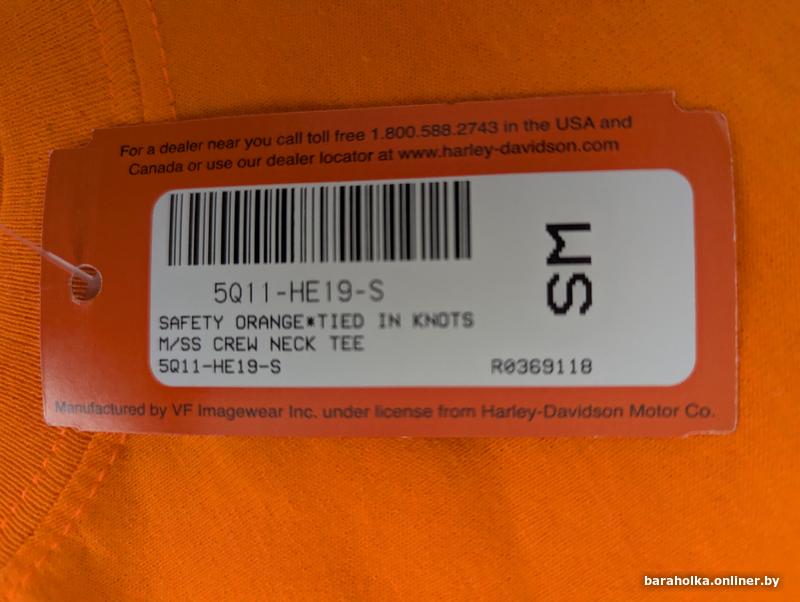 For a dealer near you call toll free 1.800.588.2743 in the USA and
Canada or use our dealer locator at www.harley-davidson.com
5Q11-HE19-S
SM
SAFETY ORANGE*TIED IN KNOTS
M/SS CREW NECK TEE
5Q11-HE19-S R0369118
Manufactured by VF Imagewear Inc. under license from Harley-Davidson Motor Co.
baraholka.onliner.by